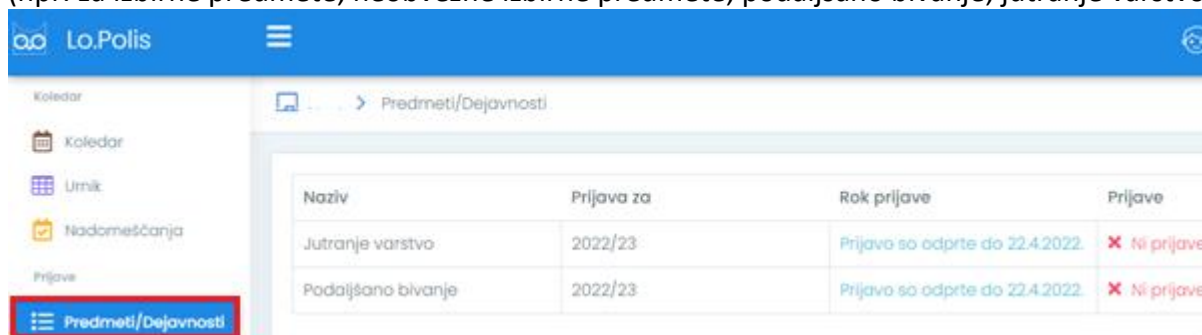 (npr. za izbirne predmete, neobvezne izbirne predmete, podaljšano bivanje, jutranje varstvo
Lo.Polis
Koledar
Predmeti/Dejavnosti
Koledar
Urnik
Nadomeščanja
Prijave
Predmeti/Dejavnosti
Naziv Prijava za Rok prijave Prijave
Jutranje varstvo 2022/23 Prijavo so odprte do 22.4.2022. Ni prijave
Podaljšano bivanje 2022/23 Prijavo so odprte do 22.4.2022. Ni prijave